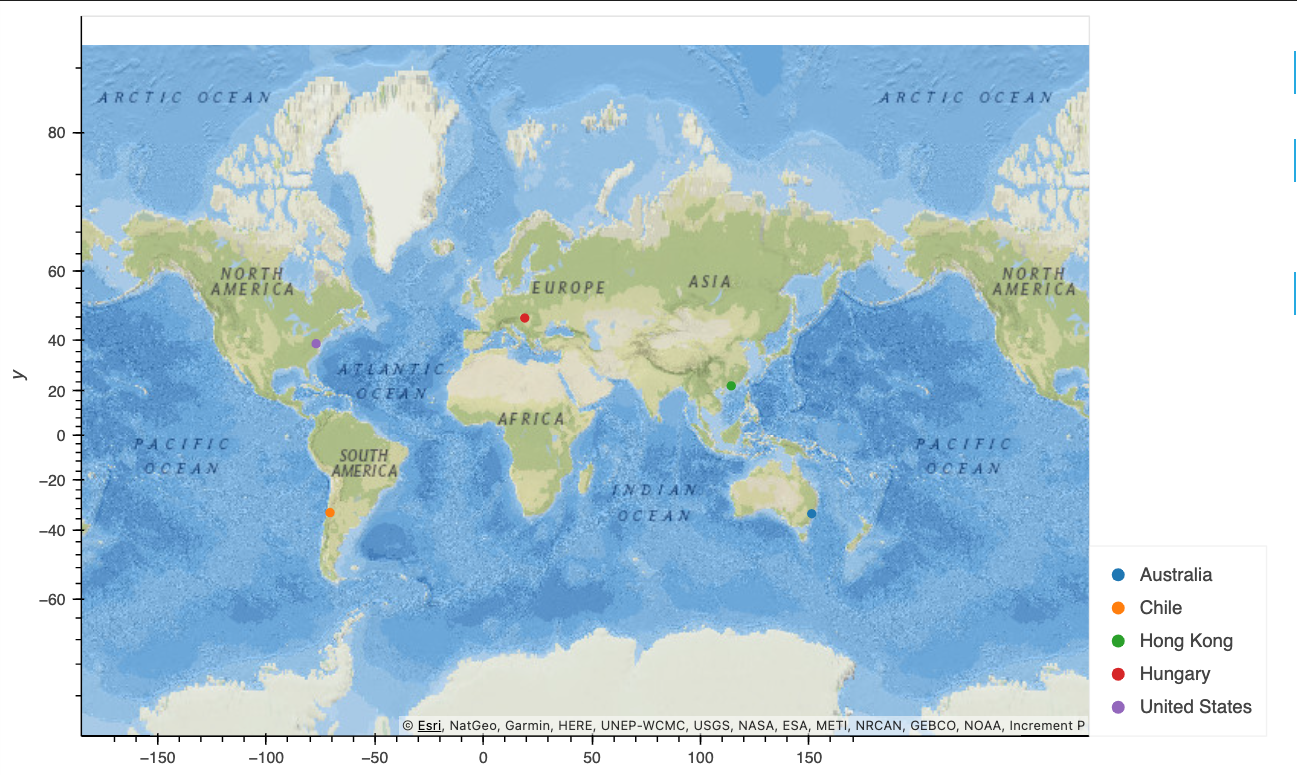 ARCTIC OCEAN
ARCTIC OCEAN
80
60
40
20
0
−20
−40
−60
y
NORTH
AMERICA
EUROPE
ASIA
NORTH
AMERICA
ATLANTIC
OCEAN
AFRICA
PACIFIC
OCEAN
SOUTH
AMERICA
INDIAN
OCEAN
PACIFIC
OCEAN
© Esri, NatGeo, Garmin, HERE, UNEP-WCMC, USGS, NASA, ESA, METI, NRCAN, GEBCO, NOAA, Increment P
−150
−100
−50
0
50
100
150
Australia
Chile
Hong Kong
Hungary
United States